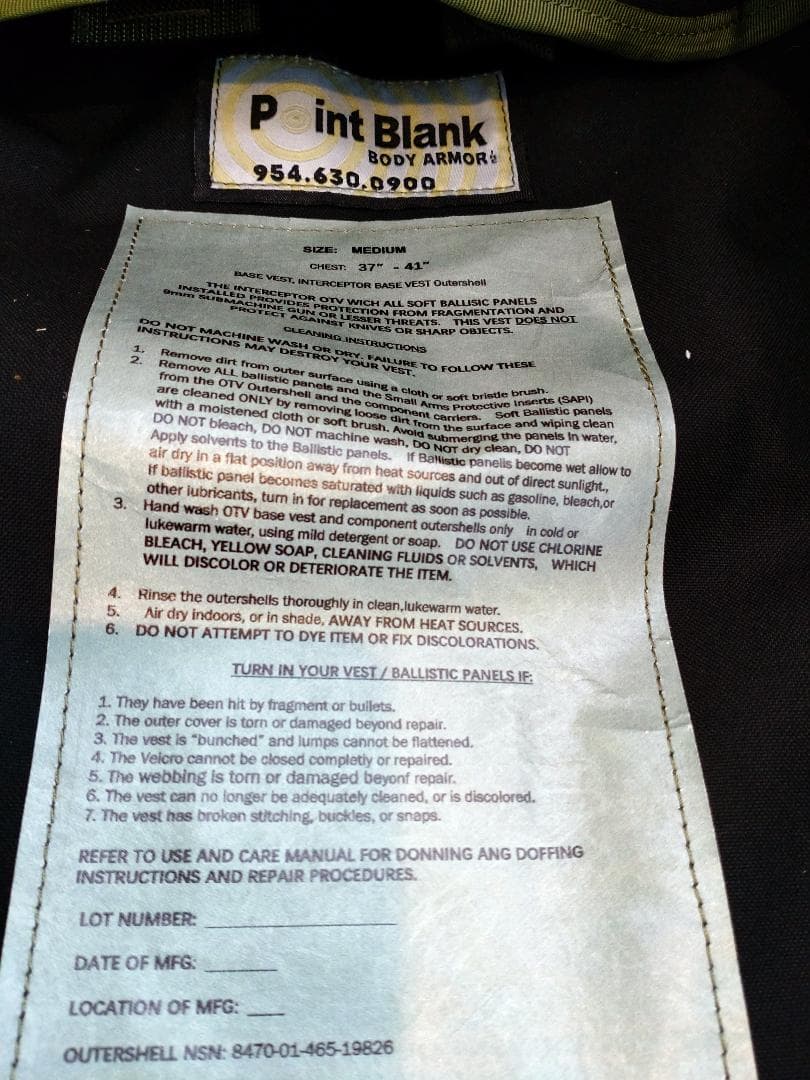 Point Blank
BODY ARMOR
954.630.0900
SIZE: MEDIUM
CHEST: 37" - 41"
BASE VEST, INTERCEPTOR BASE VEST Outershell
THE INTERCEPTOR OTV WICH ALL SOFT BALLISIC PANELS
INSTALLED PROVIDES PROTECTION FROM FRAGMENTATION AND
9mm SUBMACHINE GUN OR LESSER THREATS. THIS VEST DOES NOT
PROTECT AGAINST KNIVES OR SHARP OBJECTS.
CLEANING INSTRUCTIONS
DO NOT MACHINE WASH OR DRY. FAILURE TO FOLLOW THESE
INSTRUCTIONS MAY DESTROY YOUR VEST.
1. Remove dirt from outer surface using a cloth or soft bristle brush.
2. Remove ALL ballistic panels and the Small Arms Protective Inserts (SAPI)
from the OTV Outershell and the component carriers. Soft Ballistic panels
are cleaned ONLY by removing loose dirt from the surface and wiping clean
with a moistened cloth or soft brush. Avoid submerging the panels in water,
DO NOT bleach, DO NOT machine wash, DO NOT dry clean, DO NOT
Apply solvents to the Ballistic panels. If Ballistic panells become wet allow to
air dry in a flat position away from heat sources and out of direct sunlight.,
If ballistic panel becomes saturated with liquids such as gasoline, bleach,or
other lubricants, turn in for replacement as soon as possible.
3. Hand wash OTV base vest and component outershells only in cold or
lukewarm water, using mild detergent or soap. DO NOT USE CHLORINE
BLEACH, YELLOW SOAP, CLEANING FLUIDS OR SOLVENTS, WHICH
WILL DISCOLOR OR DETERIORATE THE ITEM.
4. Rinse the outershells thoroughly in clean,lukewarm water.
5. Air dry indoors, or in shade, AWAY FROM HEAT SOURCES.
6. DO NOT ATTEMPT TO DYE ITEM OR FIX DISCOLORATIONS.
TURN IN YOUR VEST / BALLISTIC PANELS IF:
1. They have been hit by fragment or bullets.
2. The outer cover is torn or damaged beyond repair.
3. The vest is "bunched" and lumps cannot be flattened.
4. The Velcro cannot be closed completly or repaired.
5. The webbing is torn or damaged beyonf repair.
6. The vest can no longer be adequately cleaned, or is discolored.
7. The vest has broken stitching, buckles, or snaps.
REFER TO USE AND CARE MANUAL FOR DONNING ANG DOFFING
INSTRUCTIONS AND REPAIR PROCEDURES.
LOT NUMBER:
DATE OF MFG:
LOCATION OF MFG:
OUTERSHELL NSN: 8470-01-465-19826